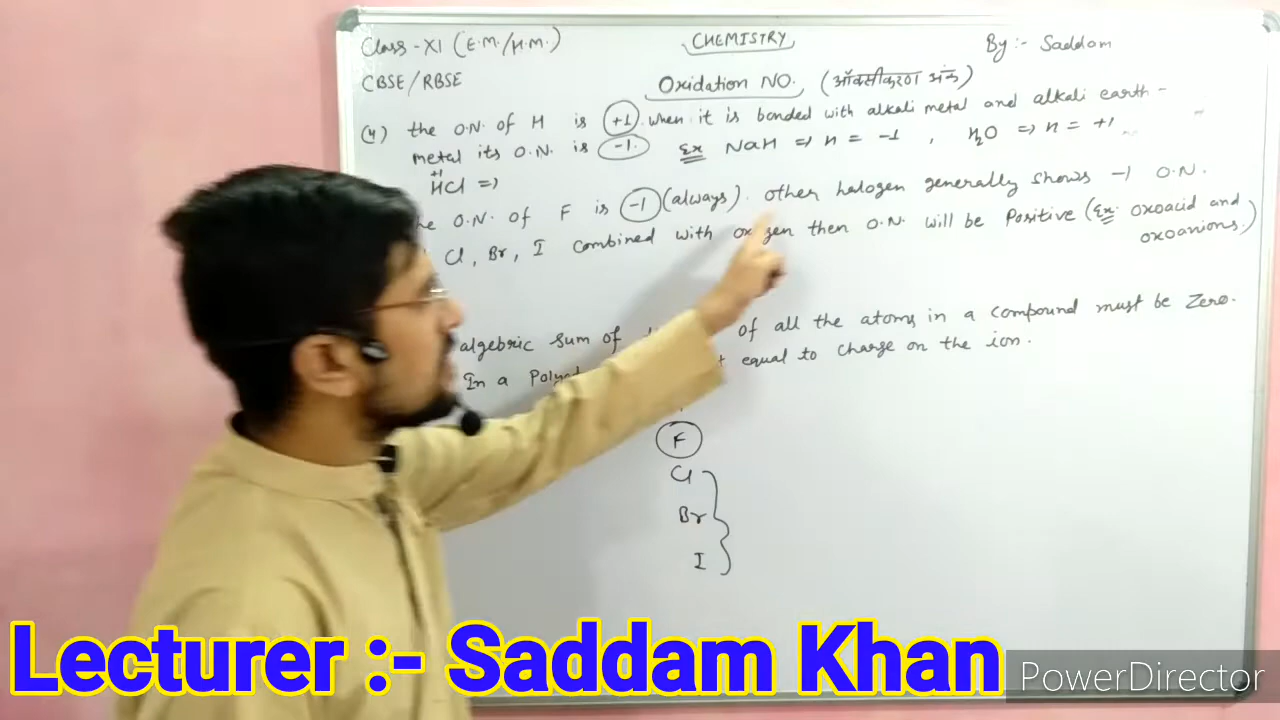 Class - XI (E.M./H.M.)
CHEMISTRY
By :- Saddam
CBSE/RBSE
Oxidation NO. (ऑक्सीकरण अंक)
(4) the O.N. of H is +1 when it is bonded with alkali metal and alkali earth -
metal its O.N. is -1. Ex NaH => H = -1 , H2O => H = +1
+1
HCl =>
the O.N. of F is -1 (always). other halogen generally shows -1 O.N.
Cl, Br, I combined with oxygen then O.N. will be Positive (Ex: oxoacid and
oxoanions.)
algebric sum of of all the atoms in a compound must be Zero.
In a equal to charge on the ion.
F
Cl
Br
I
Lecturer :- Saddam Khan
PowerDirector